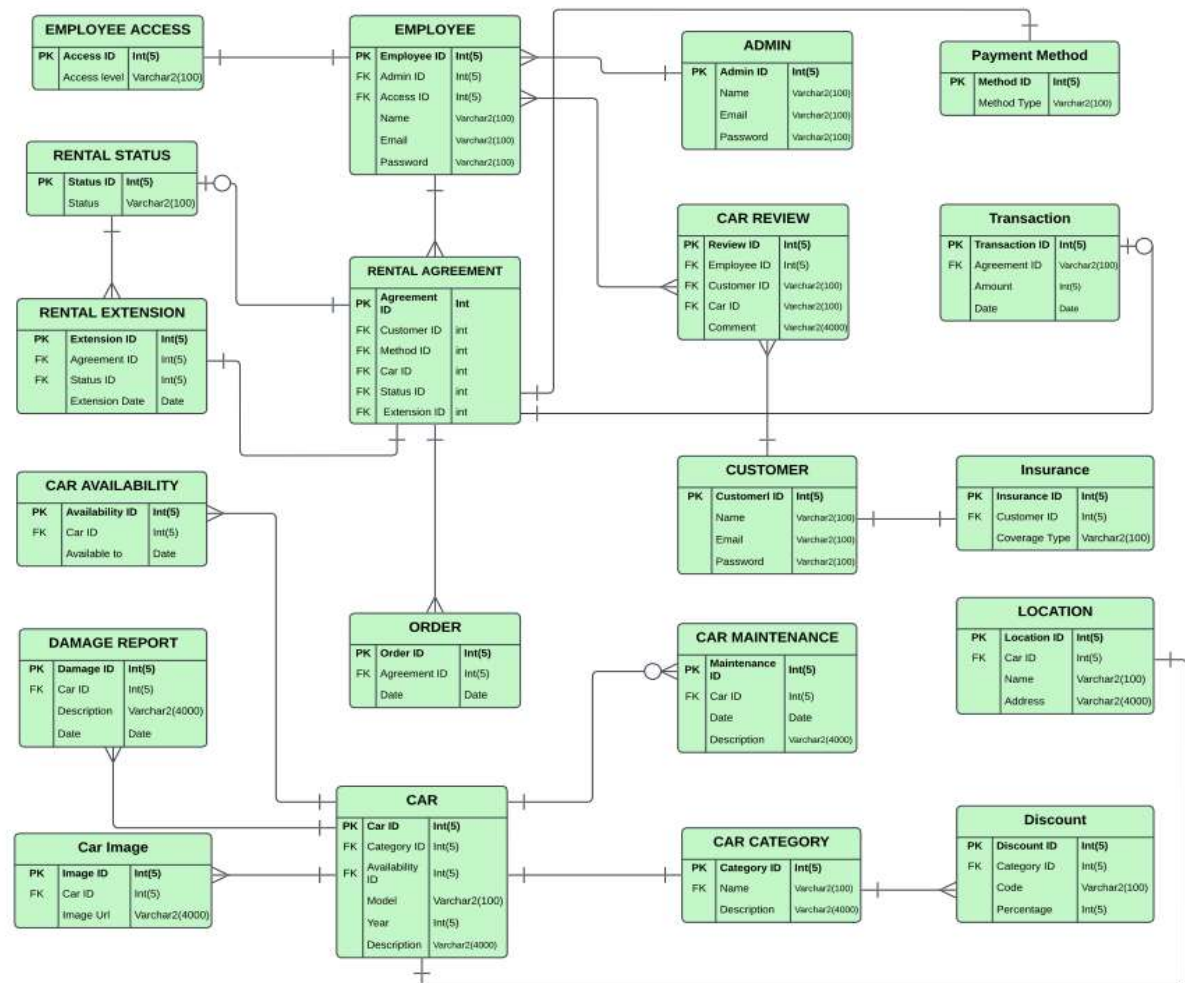 EMPLOYEE ACCESS
PK Access ID Int(5)
Access level Varchar2(100)
EMPLOYEE
PK Employee ID Int(5)
FK Admin ID Int(5)
FK Access ID Int(5)
Name Varchar2(100)
Email Varchar2(100)
Password Varchar2(100)
ADMIN
PK Admin ID Int(5)
Name Varchar2(100)
Email Varchar2(100)
Password Varchar2(100)
Payment Method
PK Method ID Int(5)
Method Type Varchar2(100)
RENTAL STATUS
PK Status ID Int(5)
Status Varchar2(100)
CAR REVIEW
PK Review ID Int(5)
FK Employee ID Int(5)
FK Customer ID Varchar2(100)
FK Car ID Varchar2(100)
Comment Varchar2(4000)
Transaction
PK Transaction ID Int(5)
FK Agreement ID Varchar2(100)
Amount Int(5)
Date Date
RENTAL EXTENSION
PK Extension ID Int(5)
FK Agreement ID Int(5)
FK Status ID Int(5)
Extension Date Date
RENTAL AGREEMENT
PK Agreement
ID Int
FK Customer ID int
FK Method ID int
FK Car ID int
FK Status ID int
FK Extension ID int
CAR AVAILABILITY
PK Availability ID Int(5)
FK Car ID Int(5)
Available to Date
CUSTOMER
PK Customerl ID Int(5)
Name Varchar2(100)
Email Varchar2(100)
Password Varchar2(100)
Insurance
PK Insurance ID Int(5)
FK Customer ID Int(5)
Coverage Type Varchar2(100)
DAMAGE REPORT
PK Damage ID Int(5)
FK Car ID Int(5)
Description Varchar2(4000)
Date Date
ORDER
PK Order ID Int(5)
FK Agreement ID Int(5)
Date Date
CAR MAINTENANCE
PK Maintenance
ID Int(5)
FK Car ID Int(5)
Date Date
Description Varchar2(4000)
LOCATION
PK Location ID Int(5)
FK Car ID Int(5)
Name Varchar2(100)
Address Varchar2(4000)
Car Image
PK Image ID Int(5)
FK Car ID Int(5)
Image Url Varchar2(4000)
CAR
PK Car ID Int(5)
FK Category ID Int(5)
FK Availability
ID Int(5)
Model Varchar2(100)
Year Int(5)
Description Varchar2(4000)
CAR CATEGORY
PK Category ID Int(5)
FK Name Varchar2(100)
Description Varchar2(4000)
Discount
PK Discount ID Int(5)
FK Category ID Int(5)
Code Varchar2(100)
Percentage Int(5)